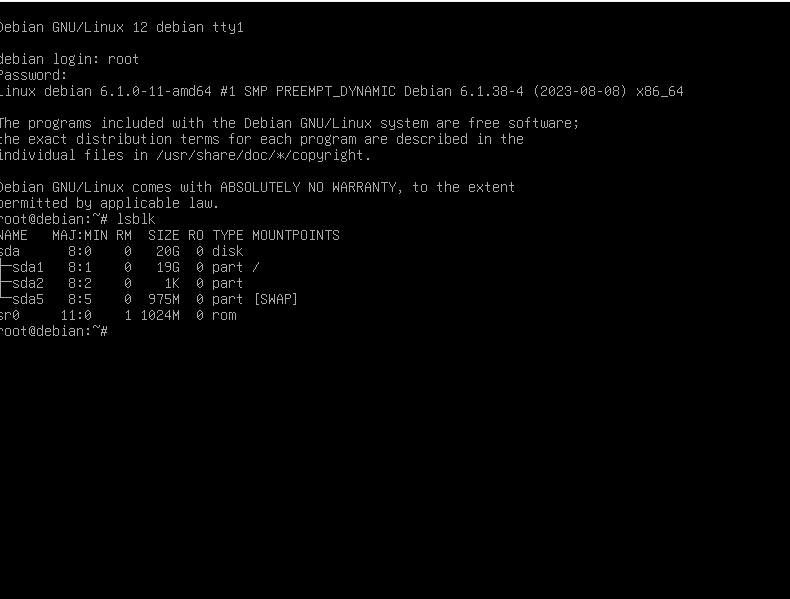 Debian GNU/Linux 12 debian tty1
debian login: root
Password:
Linux debian 6.1.0-11-amd64 #1 SMP PREEMPT_DYNAMIC Debian 6.1.38-4 (2023-08-08) x86_64
The programs included with the Debian GNU/Linux system are free software;
the exact distribution terms for each program are described in the
individual files in /usr/share/doc/*/copyright.
Debian GNU/Linux comes with ABSOLUTELY NO WARRANTY, to the extent
permitted by applicable law.
root@debian:~# lsblk
NAME   MAJ:MIN RM  SIZE RO TYPE MOUNTPOINTS
sda      8:0    0   20G  0 disk
├─sda1   8:1    0   19G  0 part /
├─sda2   8:2    0    1K  0 part
└─sda5   8:5    0  975M  0 part [SWAP]
sr0     11:0    1 1024M  0 rom
root@debian:~#